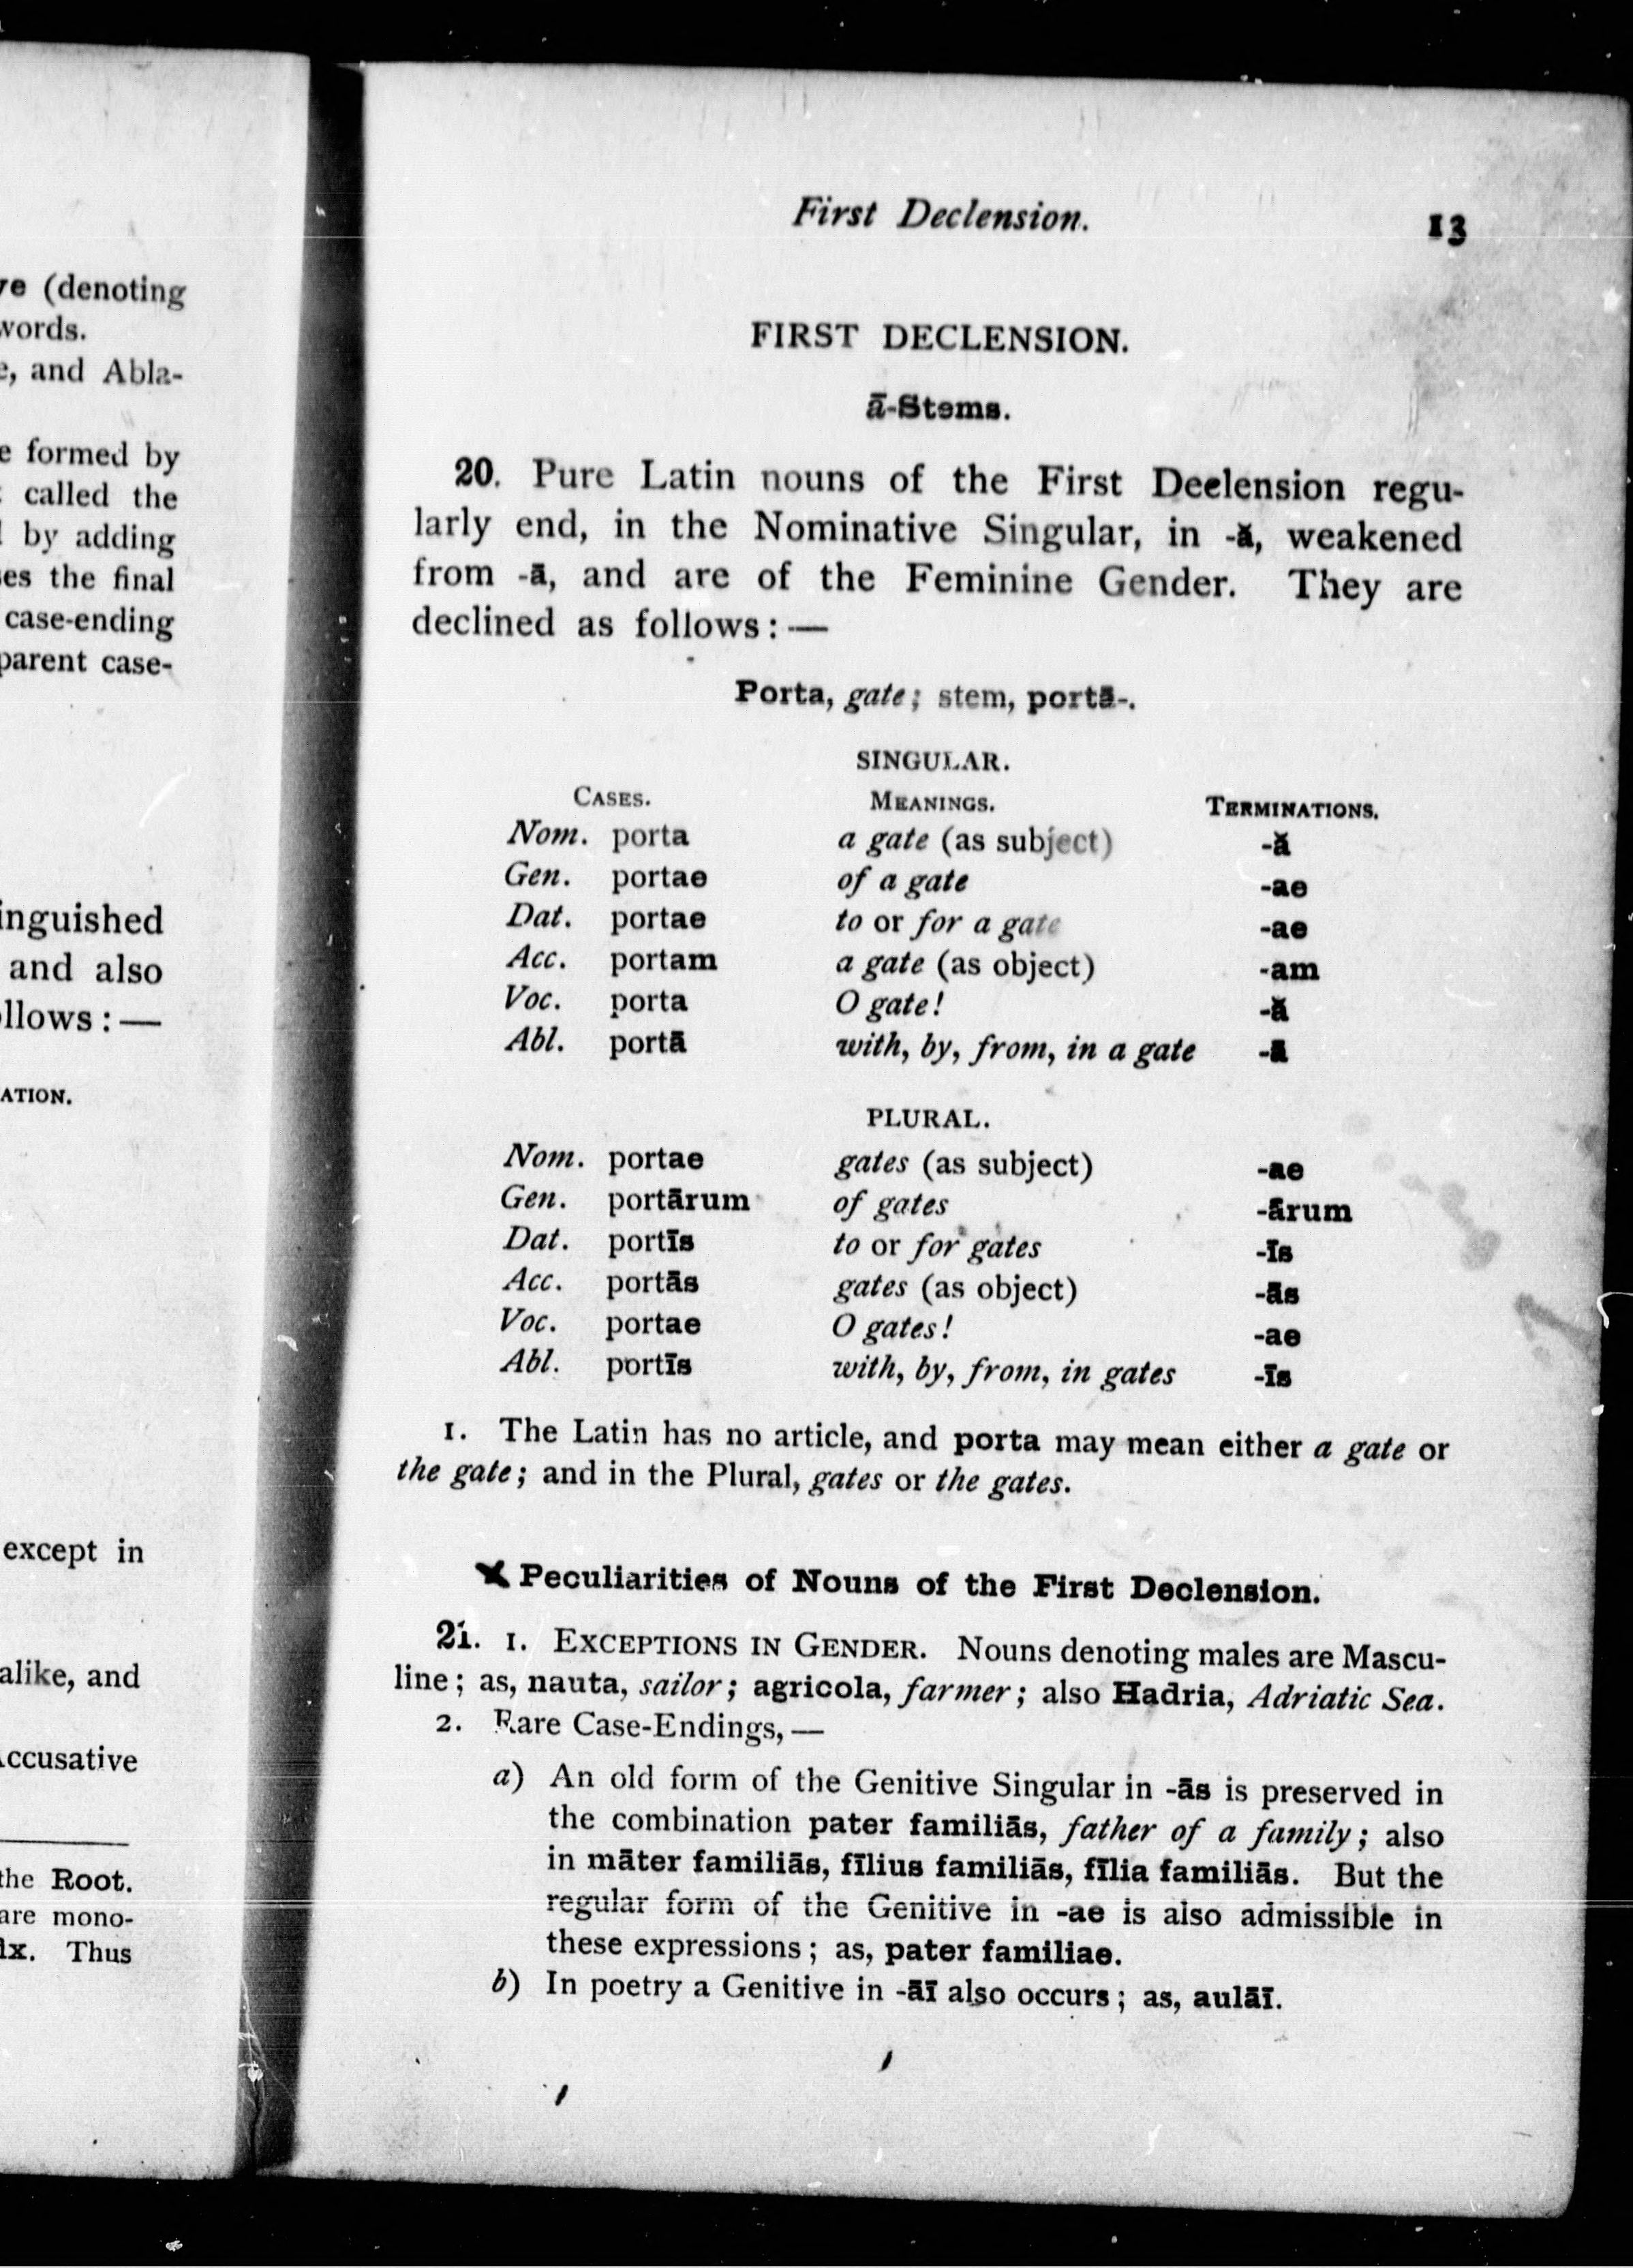 (denoting
words.
and Abla-
formed by
called the
by adding
the final
case-ending
case-
and also
except in
alike, and
the Root.
are mono-
Thus
First Declension. 13
FIRST DECLENSION.
ā-Stems.
20. Pure Latin nouns of the First Declension regu-
larly end, in the Nominative Singular, in -ă, weakened
from -ā, and are of the Feminine Gender. They are
declined as follows: —
Porta, gate; stem, portā-.
SINGULAR.
CASES. MEANINGS. TERMINATIONS.
Nom. porta a gate (as subject) -ă
Gen. portae of a gate -ae
Dat. portae to or for a gate -ae
Acc. portam a gate (as object) -am
Voc. porta O gate! -ă
Abl. portā with, by, from, in a gate -ā
PLURAL.
Nom. portae gates (as subject) -ae
Gen. portārum of gates -ārum
Dat. portīs to or for gates -īs
Acc. portās gates (as object) -ās
Voc. portae O gates! -ae
Abl. portīs with, by, from, in gates -īs
1. The Latin has no article, and porta may mean either a gate or
the gate; and in the Plural, gates or the gates.
Peculiarities of Nouns of the First Declension.
21. 1. EXCEPTIONS IN GENDER. Nouns denoting males are Mascu-
line; as, nauta, sailor; agricola, farmer; also Hadria, Adriatic Sea.
2. Rare Case-Endings, —
a) An old form of the Genitive Singular in -ās is preserved in
the combination pater familiās, father of a family; also
in māter familiās, fīlius familiās, fīlia familiās. But the
regular form of the Genitive in -ae is also admissible in
these expressions; as, pater familiae.
b) In poetry a Genitive in -āī also occurs; as, aulāī.